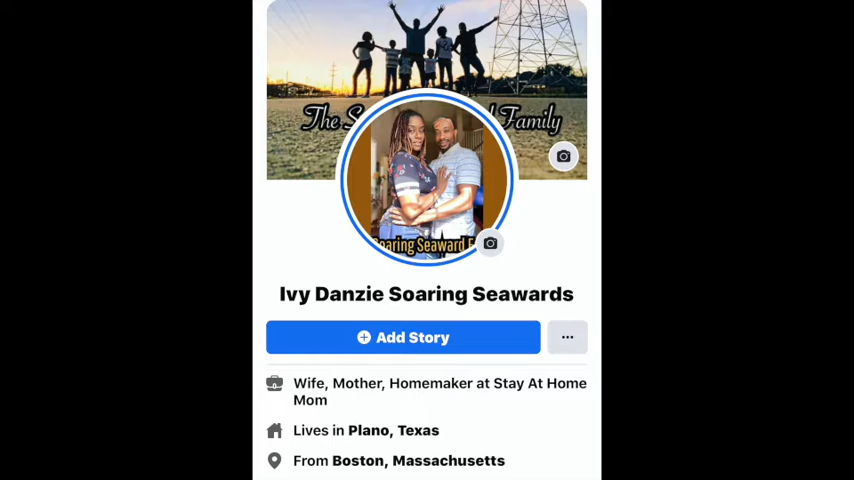 The S Family
oaring Seaward F
Ivy Danzie Soaring Seawards
Add Story
Wife, Mother, Homemaker at Stay At Home
Mom
Lives in Plano, Texas
From Boston, Massachusetts